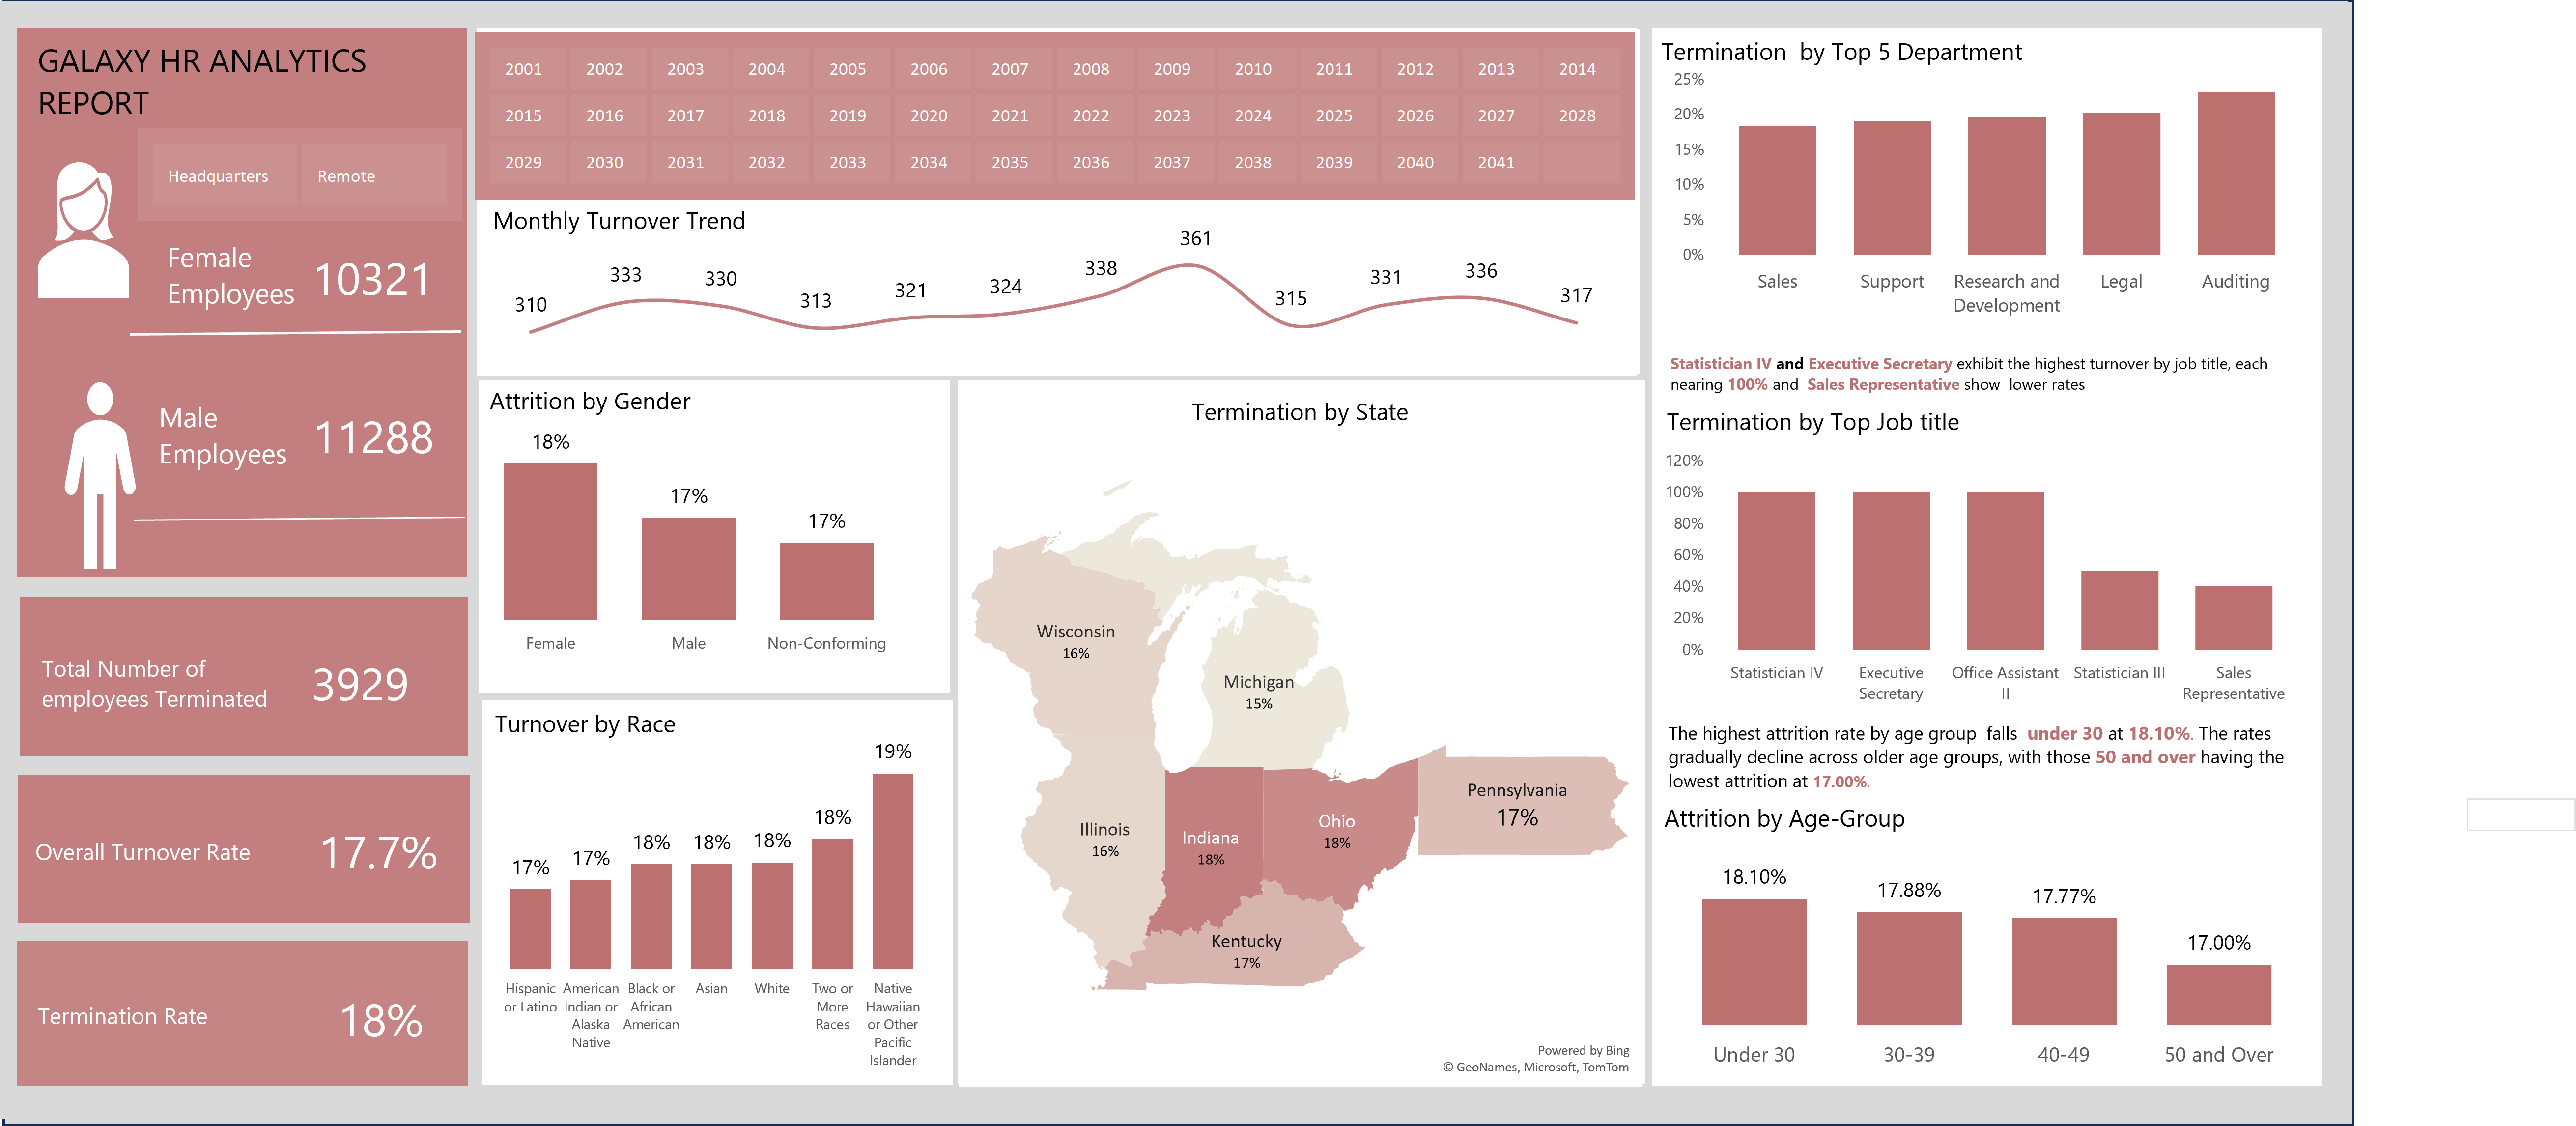 GALAXY HR ANALYTICS
REPORT
Headquarters Remote
Female
Employees 10321
Male
Employees 11288
Total Number of
employees Terminated 3929
Overall Turnover Rate 17.7%
Termination Rate 18%
2001 2002 2003 2004 2005 2006 2007 2008 2009 2010 2011 2012 2013 2014
2015 2016 2017 2018 2019 2020 2021 2022 2023 2024 2025 2026 2027 2028
2029 2030 2031 2032 2033 2034 2035 2036 2037 2038 2039 2040 2041
Monthly Turnover Trend
310 333 330 313 321 324 338 361 315 331 336 317
Attrition by Gender
18% 17% 17%
Female Male Non-Conforming
Turnover by Race
17% 17% 18% 18% 18% 18% 19%
Hispanic American Black or Asian White Two or Native
or Latino Indian or African More Hawaiian
Alaska American Races or Other
Native Pacific
Islander
Termination by State
Wisconsin
16%
Michigan
15%
Illinois
16%
Indiana
18%
Ohio
18%
Pennsylvania
17%
Kentucky
17%
Powered by Bing
© GeoNames, Microsoft, TomTom
Termination  by Top 5 Department
25%
20%
15%
10%
5%
0%
Sales Support Research and Legal Auditing
Development
Statistician IV and Executive Secretary exhibit the highest turnover by job title, each
nearing 100% and  Sales Representative show  lower rates
Termination by Top Job title
120%
100%
80%
60%
40%
20%
0%
Statistician IV Executive Office Assistant Statistician III Sales
Secretary II Representative
The highest attrition rate by age group  falls  under 30 at 18.10%. The rates
gradually decline across older age groups, with those 50 and over having the
lowest attrition at 17.00%.
Attrition by Age-Group
18.10% 17.88% 17.77% 17.00%
Under 30 30-39 40-49 50 and Over